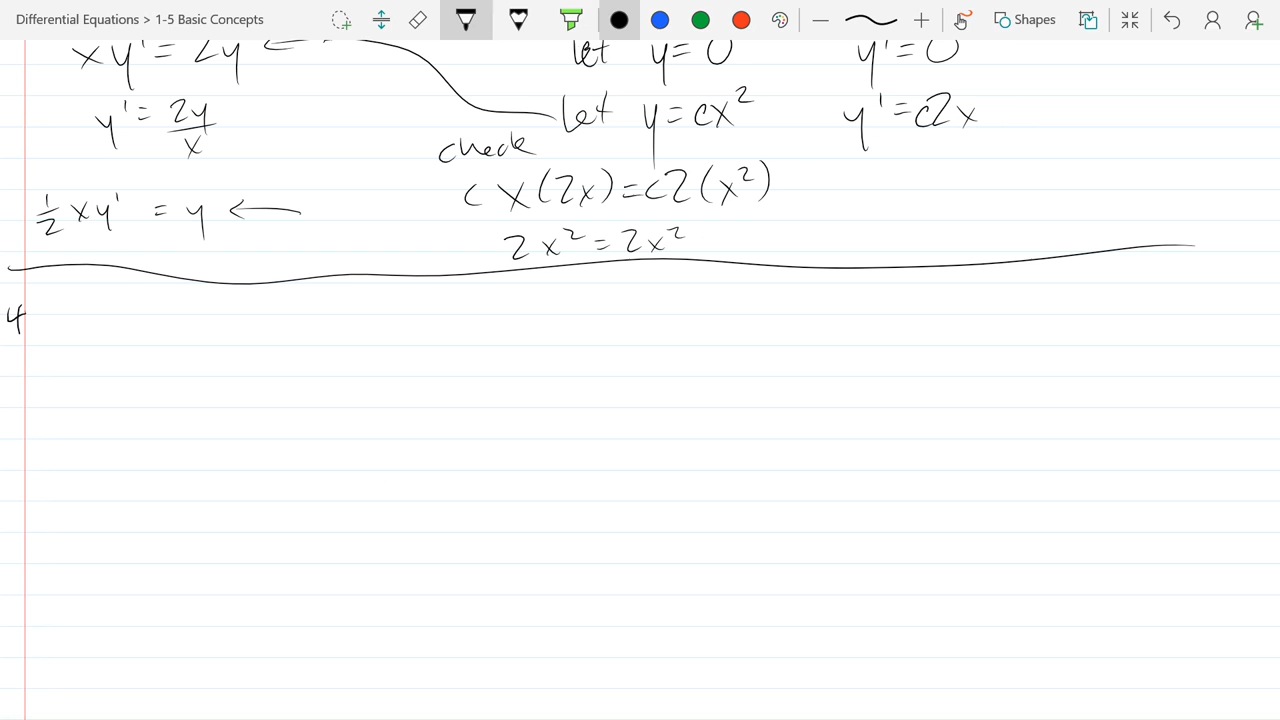 Differential Equations > 1-5 Basic Concepts
Shapes
xy' = 2y
let y=0 y'=0
y' = 2y/x
let y=cx² y'=c2x
check
c x(2x)=c2(x²)
½xy' = y ←
2x²=2x²
4